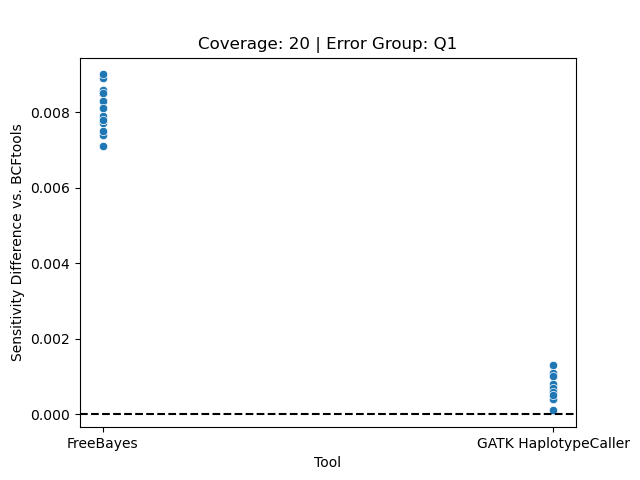 Coverage: 20 | Error Group: Q1
Sensitivity Difference vs. BCFtools
0.008
0.006
0.004
0.002
0.000
FreeBayes
GATK HaplotypeCaller
Tool